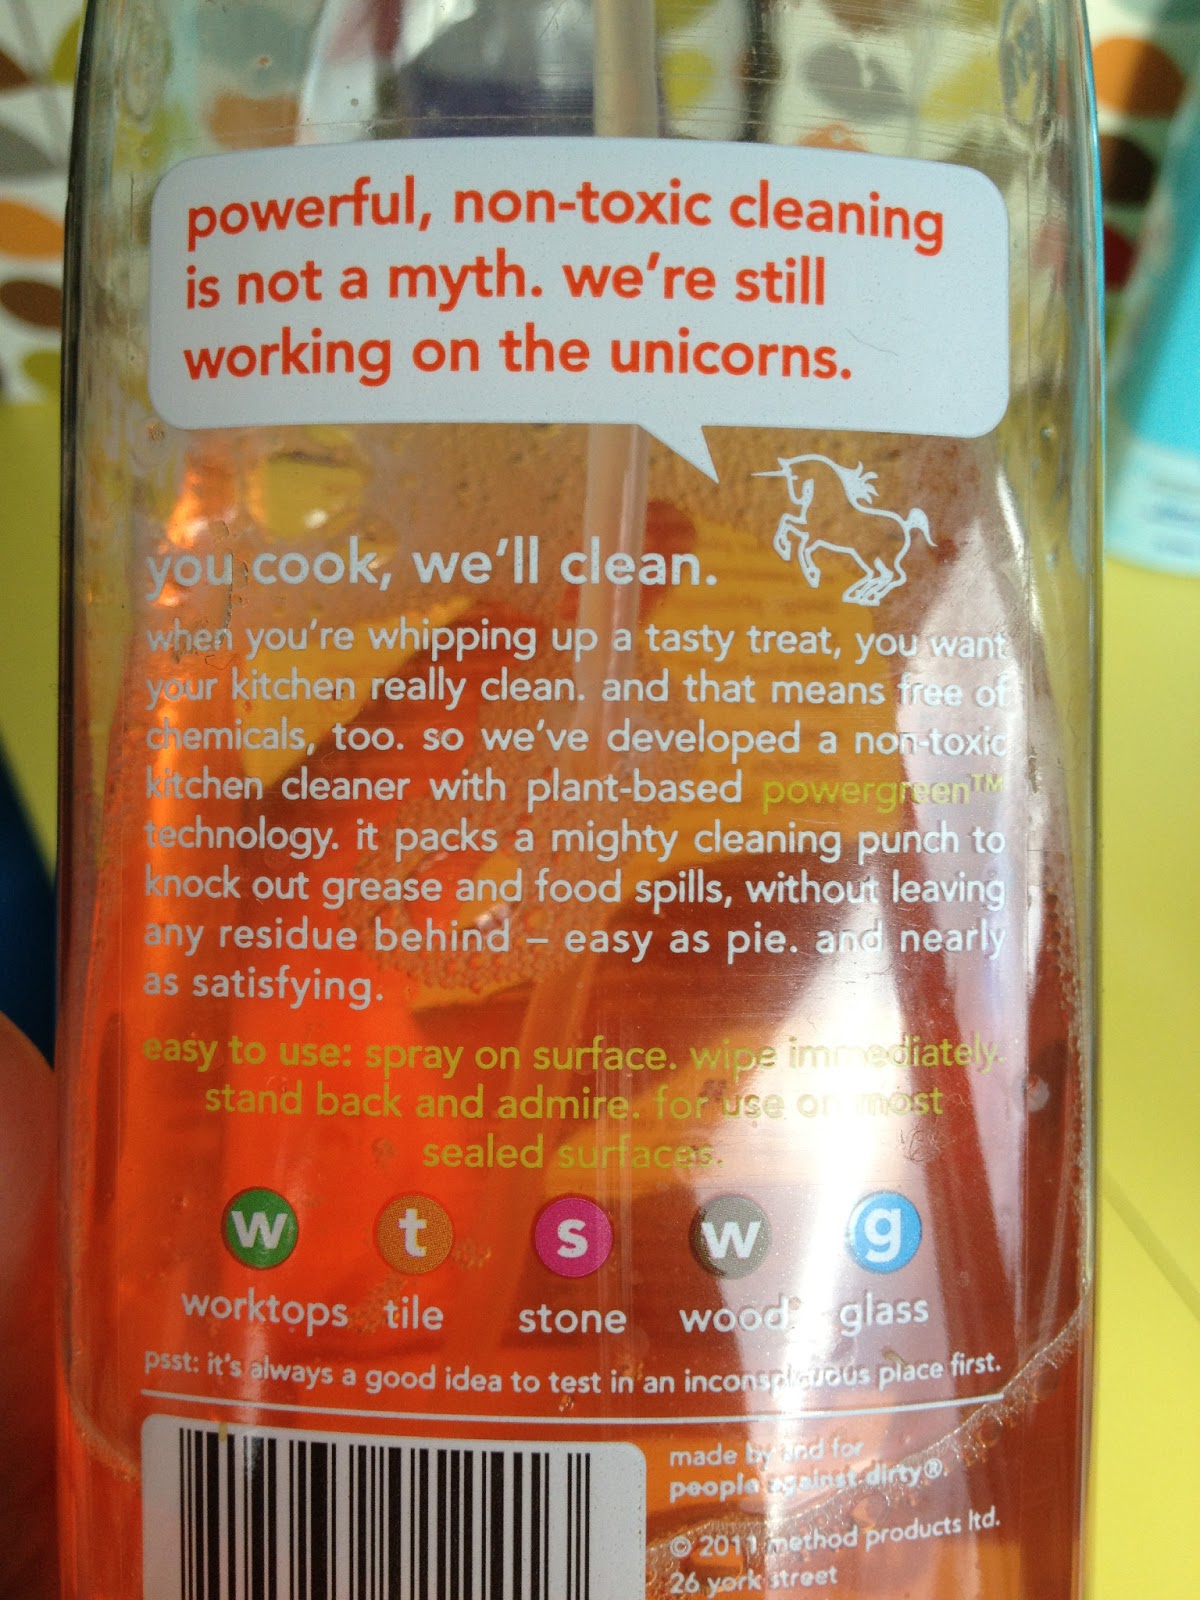 powerful, non-toxic cleaning
is not a myth. we're still
working on the unicorns.
you cook, we'll clean.
when you're whipping up a tasty treat, you want
your kitchen really clean. and that means free of
chemicals, too. so we've developed a non-toxic
kitchen cleaner with plant-based powergreen™
technology. it packs a mighty cleaning punch to
knock out grease and food spills, without leaving
any residue behind – easy as pie. and nearly
as satisfying.
easy to use: spray on surface. wipe immediately.
stand back and admire. for use on most
sealed surfaces.
w t s w g
worktops tile stone wood glass
psst: it's always a good idea to test in an inconspicuous place first.
made by and for
people against dirty®.
© 2011 method products ltd.
26 york street